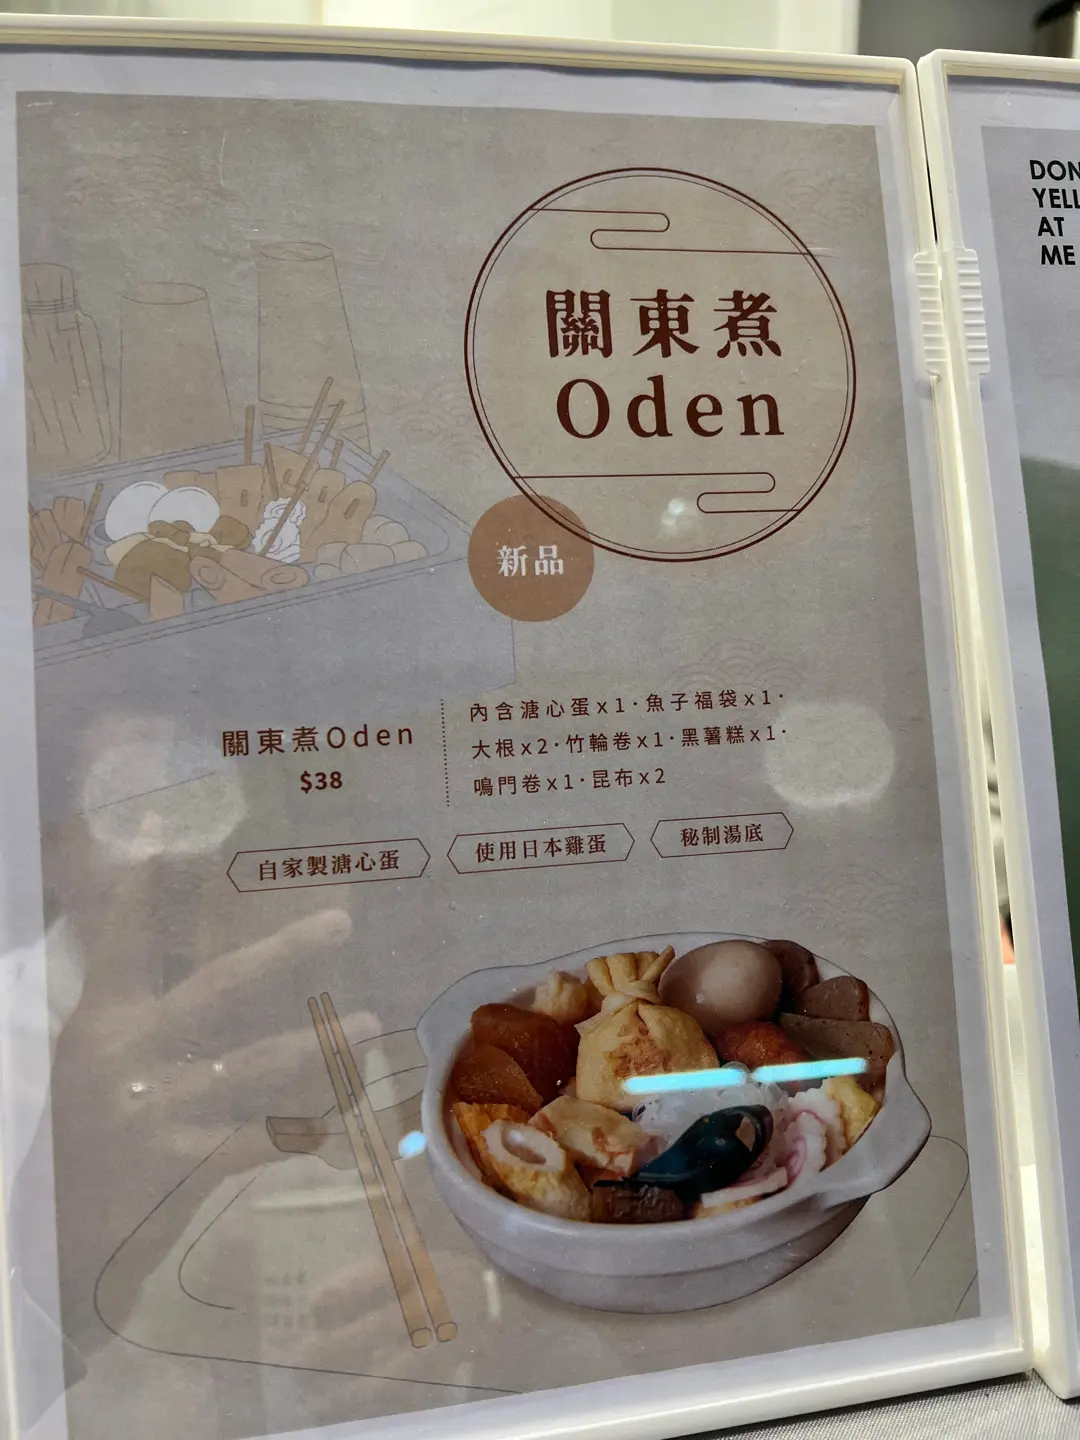 關東煮
Oden
新品
關東煮Oden
$38
內含溏心蛋x1·魚子福袋x1·
大根x2·竹輪卷x1·黑薯糕x1·
鳴門卷x1·昆布x2
自家製溏心蛋
使用日本雞蛋
秘制湯底
DON
YELL
AT
ME